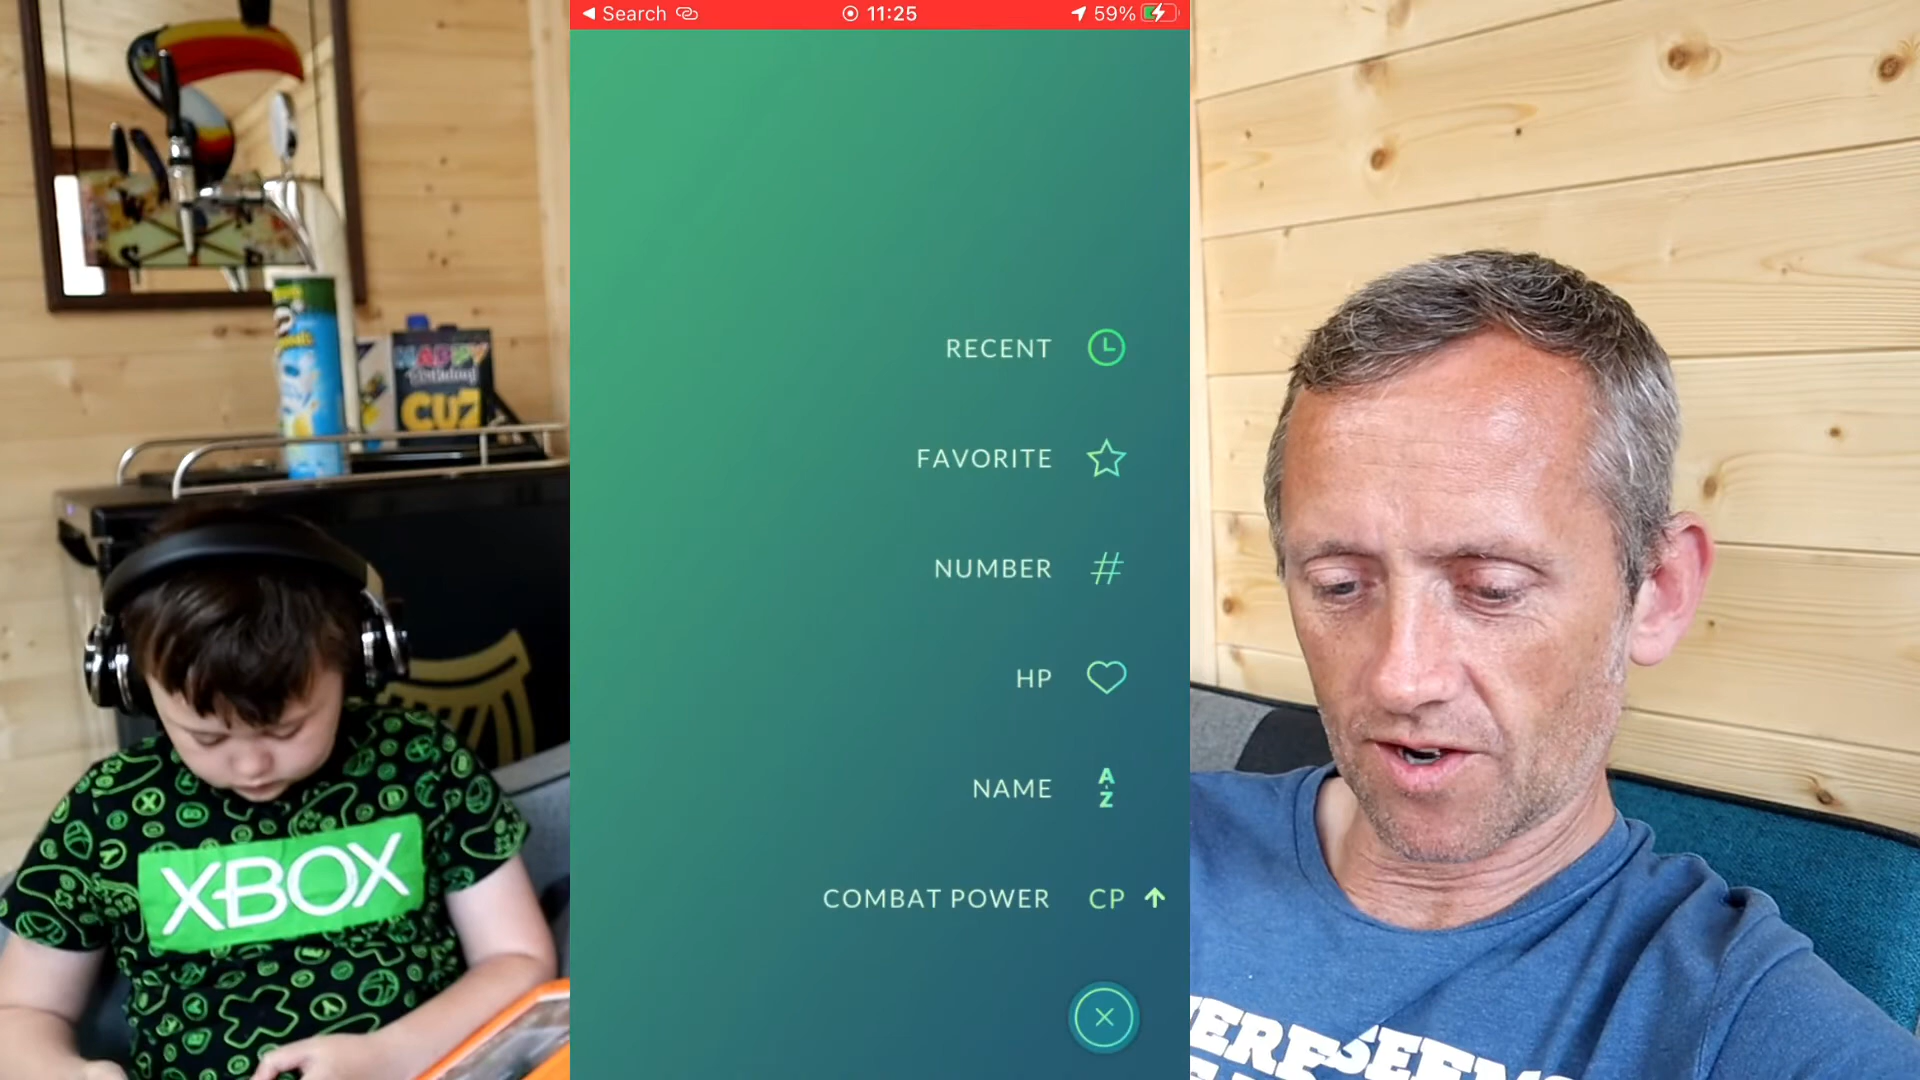 Search
11:25
59%
RECENT
FAVORITE
NUMBER
HP
NAME
A-Z
COMBAT POWER CP
HAPPY
Birthday!
CUZ
XBOX